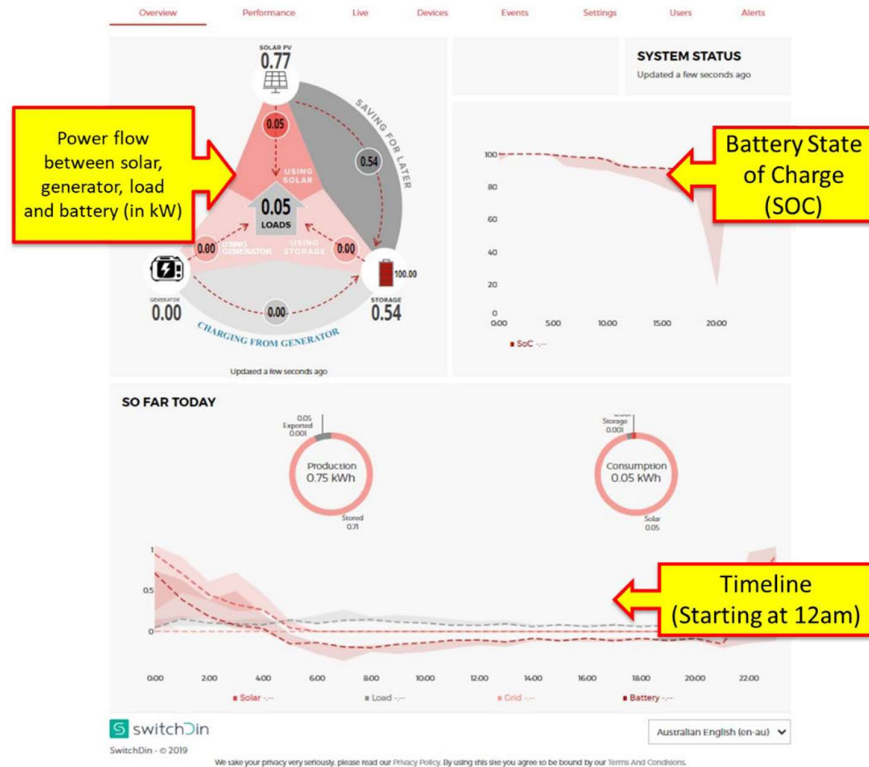 Overview Performance Live Devices Events Settings Users Alerts
SOLAR PV
0.77
0.05
USING
SOLAR
SAVING FOR LATER
0.54
0.05
LOADS
0.00
USING
GENERATOR
USING
STORAGE
0.00
100.00
GENERATOR
0.00
0.00
STORAGE
0.54
CHARGING FROM GENERATOR
Updated a few seconds ago
Power flow
between solar,
generator, load
and battery (in kW)
SYSTEM STATUS
Updated a few seconds ago
100
80
60
40
20
0
0:00 5:00 10:00 15:00 20:00
SoC -.--
Battery State
of Charge
(SOC)
SO FAR TODAY
0.05
Exported
0.001
Production
0.75 kWh
Stored
0.71
Storage
0.001
Consumption
0.05 kWh
Solar
0.05
1
0.5
0
0:00 2:00 4:00 6:00 8:00 10:00 12:00 14:00 16:00 18:00 20:00 22:00
Solar -.-- Load -.-- Grid -.-- Battery -.--
Timeline
(Starting at 12am)
switchDin
SwitchDin - © 2019
Australian English (en-au)
We take your privacy very seriously, please read our Privacy Policy. By using this site you agree to be bound by our Terms And Conditions.